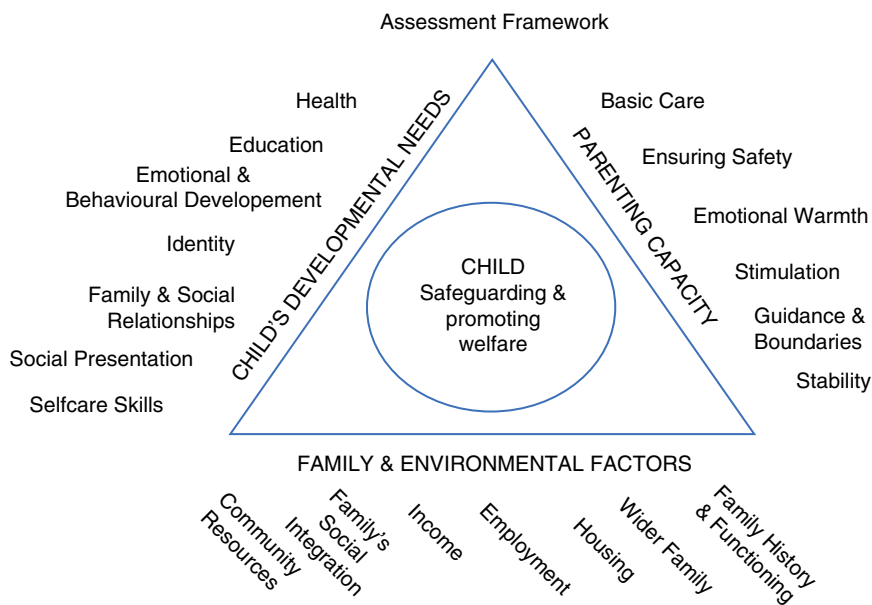 Assessment Framework
Health
Education
Emotional &
Behavioural Developement
Identity
Family & Social
Relationships
Social Presentation
Selfcare Skills
CHILD'S DEVELOPMENTAL NEEDS
CHILD
Safeguarding &
promoting
welfare
PARENTING CAPACITY
Basic Care
Ensuring Safety
Emotional Warmth
Stimulation
Guidance &
Boundaries
Stability
FAMILY & ENVIRONMENTAL FACTORS
Community
Resources
Family's
Social
Integration
Income
Employment
Housing
Wider Family
Family History
& Functioning